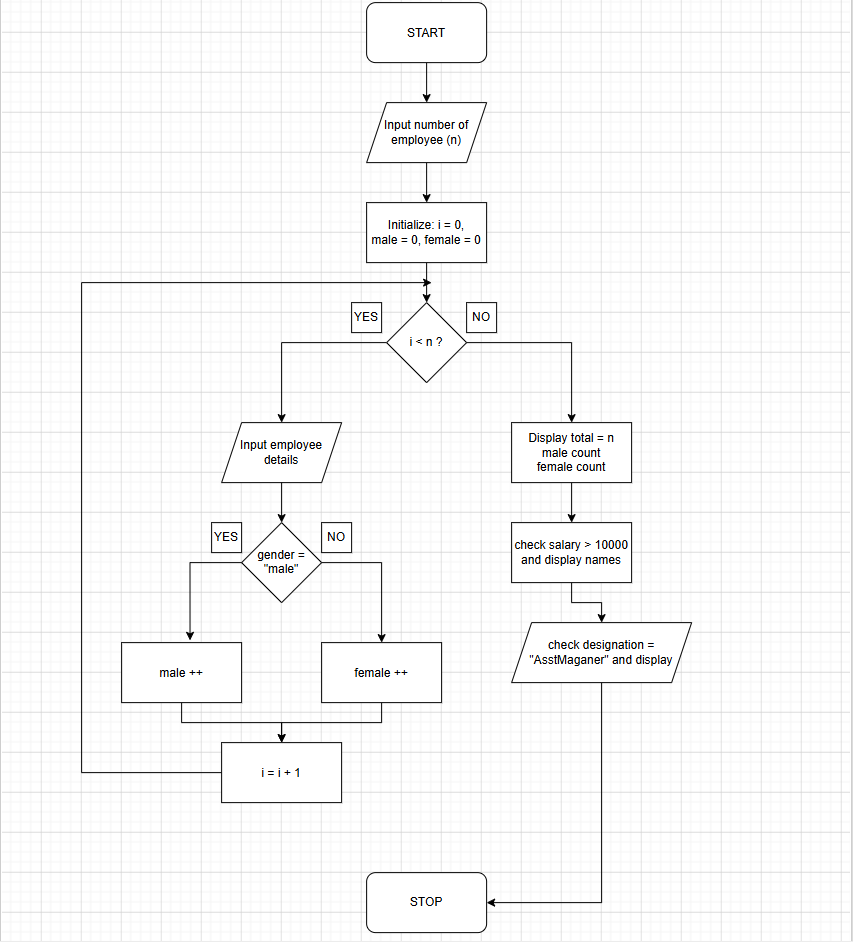 START
Input number of
employee (n)
Initialize: i = 0,
male = 0, female = 0
YES
NO
i < n ?
Input employee
details
Display total = n
male count
female count
YES
NO
gender =
"male"
check salary > 10000
and display names
male ++
female ++
check designation =
"AsstMaganer" and display
i = i + 1
STOP